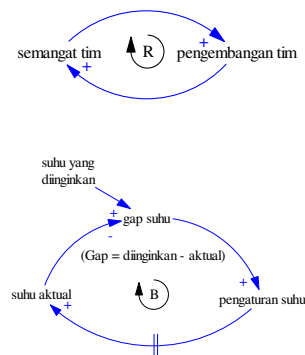 semangat tim
+
R
+
pengembangan tim
suhu yang
diinginkan
+
gap suhu
-
(Gap = diinginkan - aktual)
suhu aktual
+
B
+
pengaturan suhu